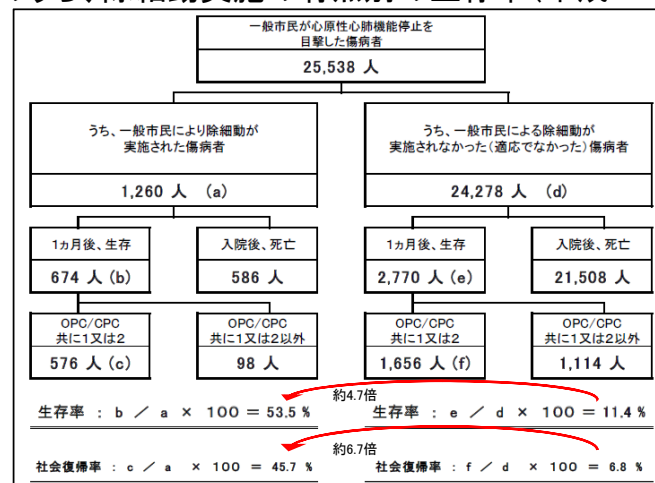 一般市民が心原性心肺機能停止を
目撃した傷病者
25,538 人
うち、一般市民により除細動が
実施された傷病者
1,260 人 (a)
うち、一般市民による除細動が
実施されなかった(適応でなかった)傷病者
24,278 人 (d)
1ヵ月後、生存
674 人 (b)
入院後、死亡
586 人
1ヵ月後、生存
2,770 人 (e)
入院後、死亡
21,508 人
OPC/CPC
共に1又は2
576 人 (c)
OPC/CPC
共に1又は2以外
98 人
OPC/CPC
共に1又は2
1,656 人 (f)
OPC/CPC
共に1又は2以外
1,114 人
約4.7倍
生存率 : b / a × 100 = 53.5 %
生存率 : e / d × 100 = 11.4 %
約6.7倍
社会復帰率 : c / a × 100 = 45.7 %
社会復帰率 : f / d × 100 = 6.8 %